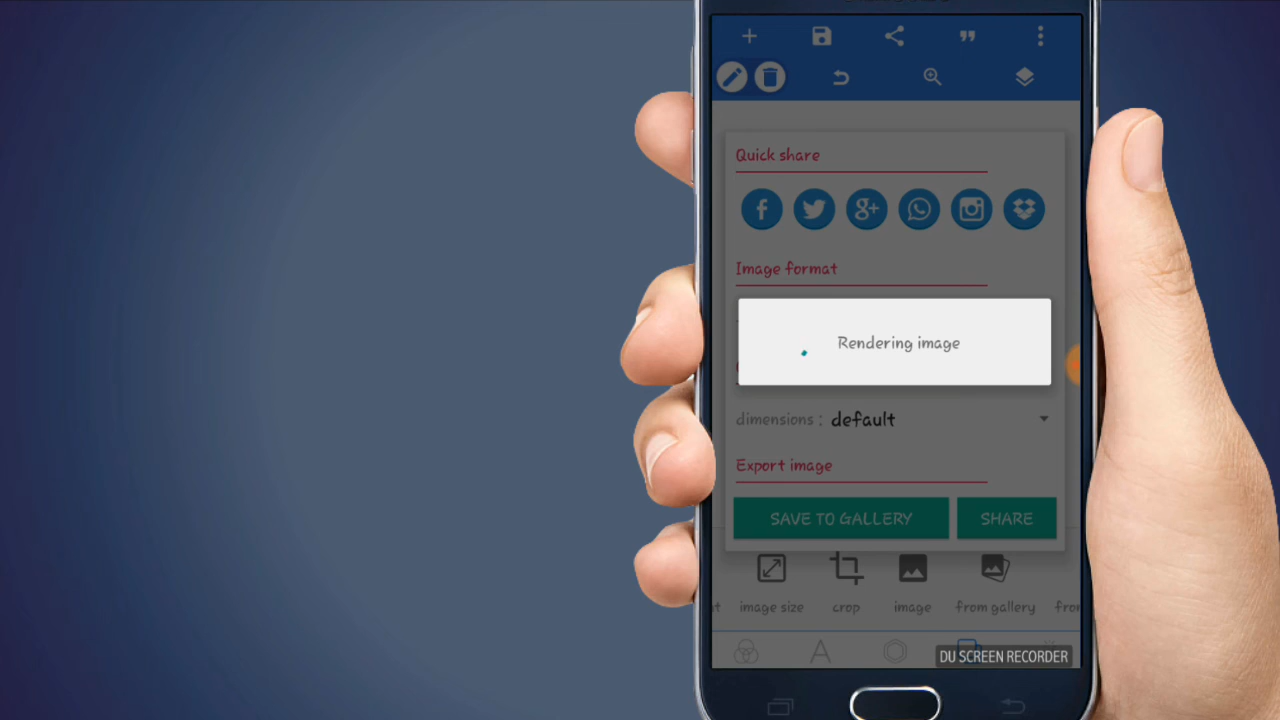 Quick share
Image format
Rendering image
dimensions : default
Export image
SAVE TO GALLERY SHARE
image size crop image from gallery
DU SCREEN RECORDER